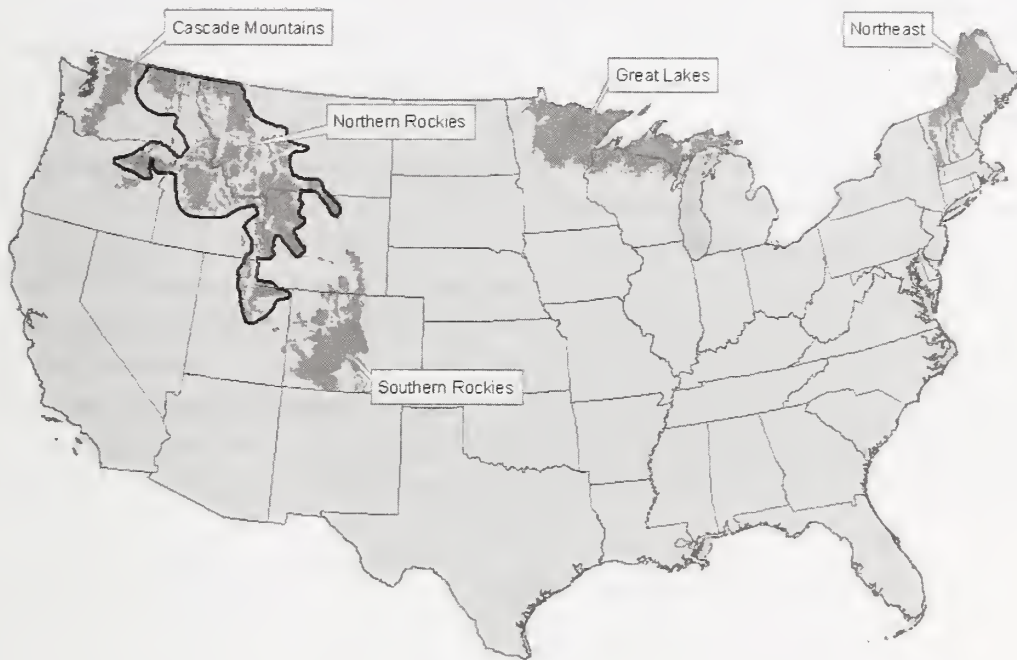 Cascade Mountains
Northeast
Great Lakes
Northern Rockies
Southern Rockies